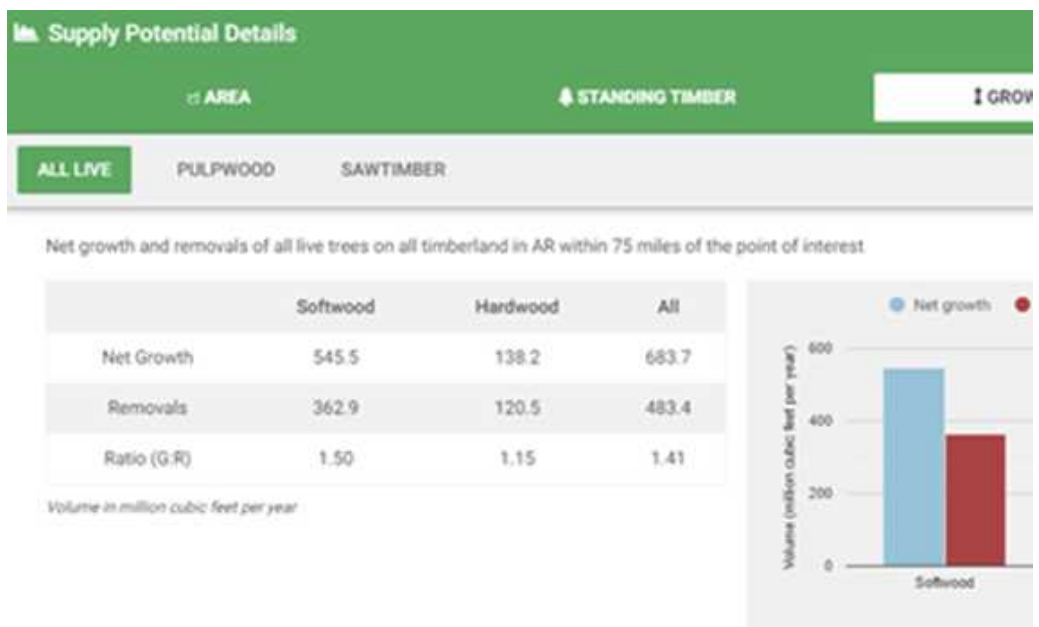 Supply Potential Details
AREA
STANDING TIMBER
GROW
ALL LIVE
PULPWOOD
SAWTIMBER
Net growth and removals of all live trees on all timberland in AR within 75 miles of the point of interest
Softwood Hardwood All
Net Growth 545.5 138.2 683.7
Removals 362.9 120.5 483.4
Ratio (G:R) 1.50 1.15 1.41
Volume in million cubic feet per year
Net growth
Volume (million cubic feet per year)
600
400
200
0
Softwood